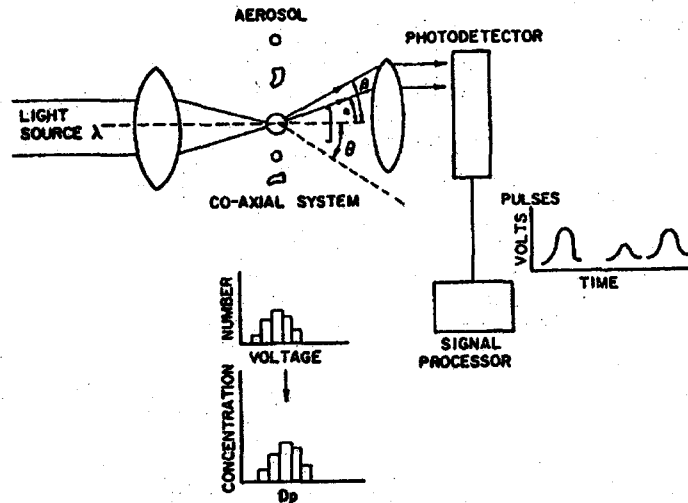 AEROSOL
PHOTODETECTOR
LIGHT
SOURCE λ
θ
CO-AXIAL SYSTEM
PULSES
VOLTS
TIME
SIGNAL
PROCESSOR
NUMBER
VOLTAGE
CONCENTRATION
Dp